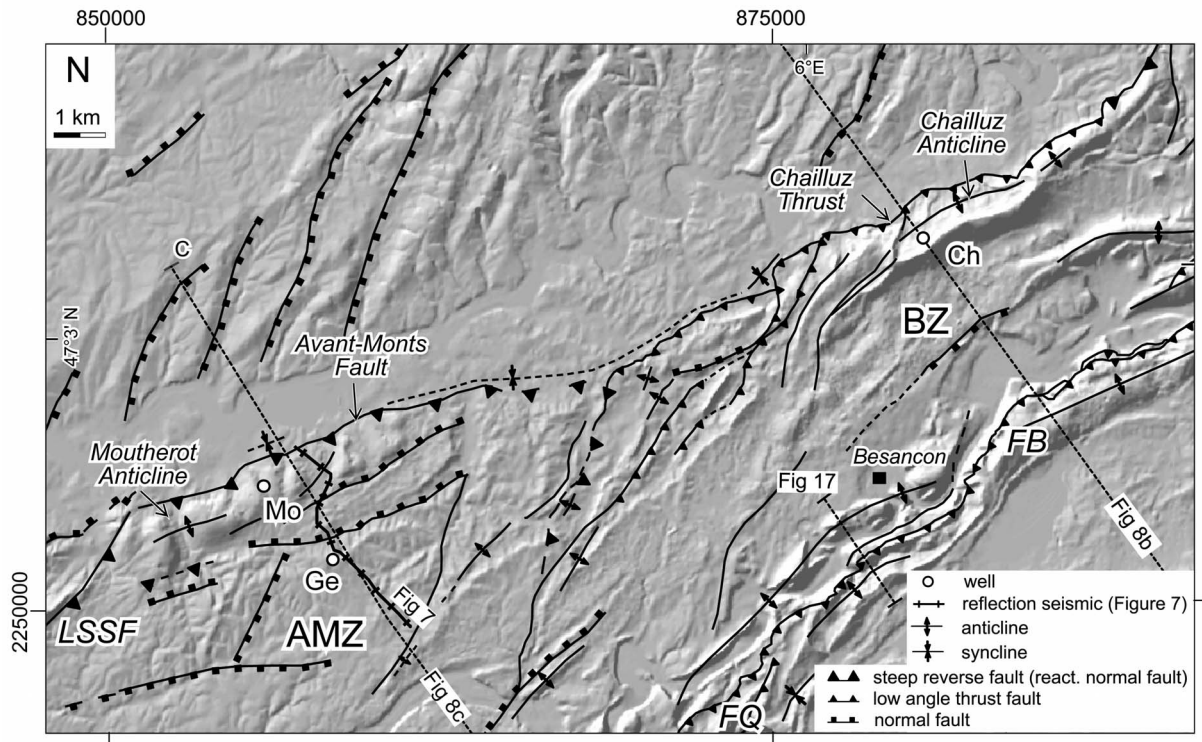 850000
875000
N
1 km
6°E
Chailluz
Anticline
Chailluz
Thrust
C
Ch
47°3' N
BZ
Avant-Monts
Fault
Moutherot
Anticline
FB
Besancon
Fig 17
Mo
Fig 8b
Ge
2250000
Fig 7
LSSF
AMZ
Fig 8c
FQ
well
reflection seismic (Figure 7)
anticline
syncline
steep reverse fault (react. normal fault)
low angle thrust fault
normal fault